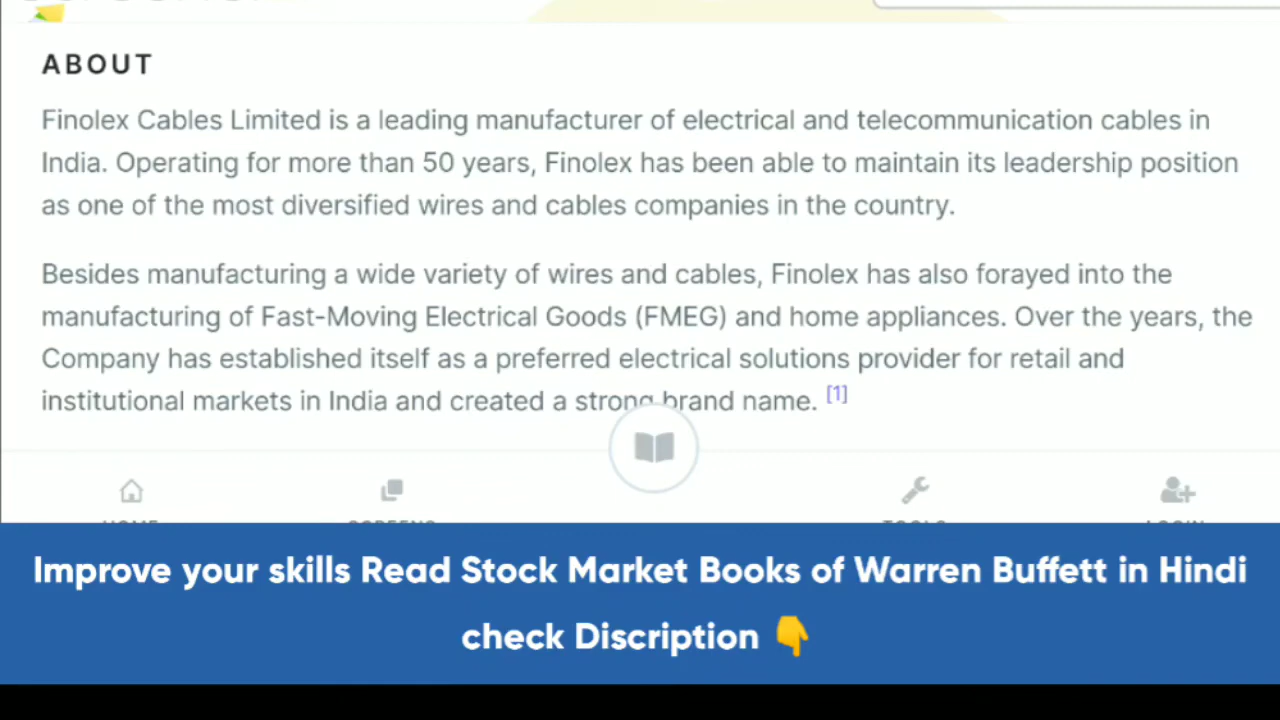 ABOUT
Finolex Cables Limited is a leading manufacturer of electrical and telecommunication cables in
India. Operating for more than 50 years, Finolex has been able to maintain its leadership position
as one of the most diversified wires and cables companies in the country.
Besides manufacturing a wide variety of wires and cables, Finolex has also forayed into the
manufacturing of Fast-Moving Electrical Goods (FMEG) and home appliances. Over the years, the
Company has established itself as a preferred electrical solutions provider for retail and
institutional markets in India and created a strong brand name. [1]
Improve your skills Read Stock Market Books of Warren Buffett in Hindi
check Discription 👇